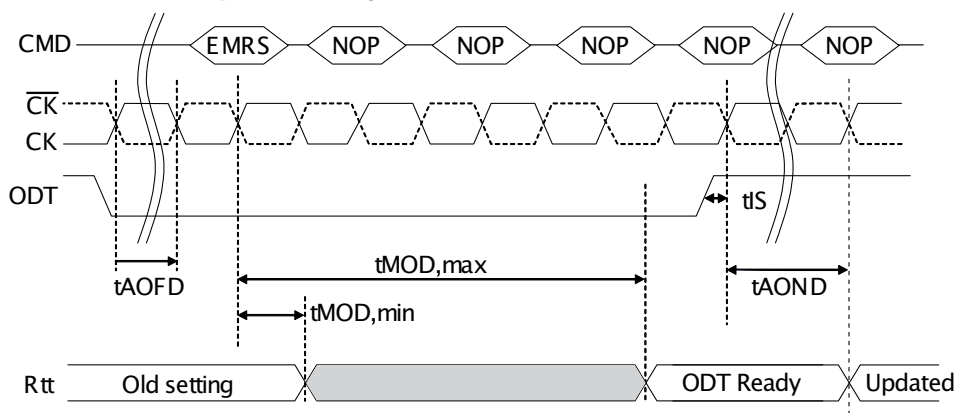 CMD EMRS NOP NOP NOP NOP NOP
CK
CK
ODT
tIS
tMOD,max
tAOFD
tAOND
tMOD,min
Rtt Old setting ODT Ready Updated